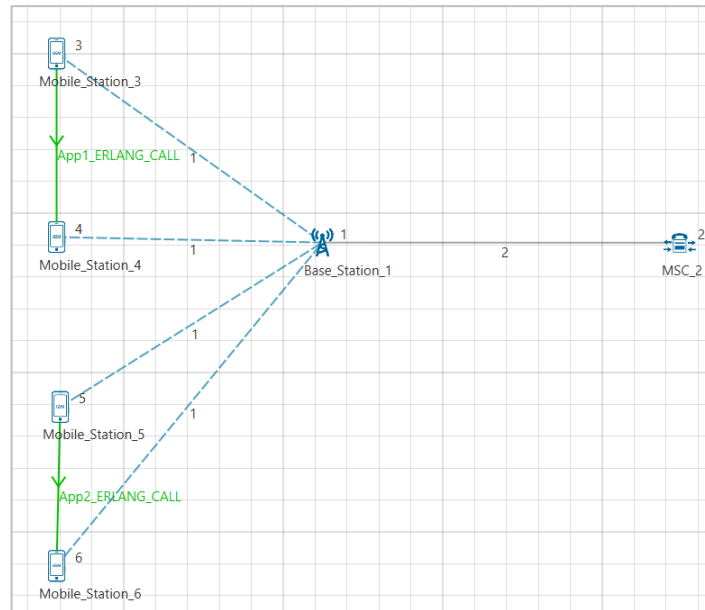 3
Mobile_Station_3
App1_ERLANG_CALL
1
4
Mobile_Station_4
1
1
Base_Station_1
2
2
MSC_2
1
5
Mobile_Station_5
1
App2_ERLANG_CALL
6
Mobile_Station_6